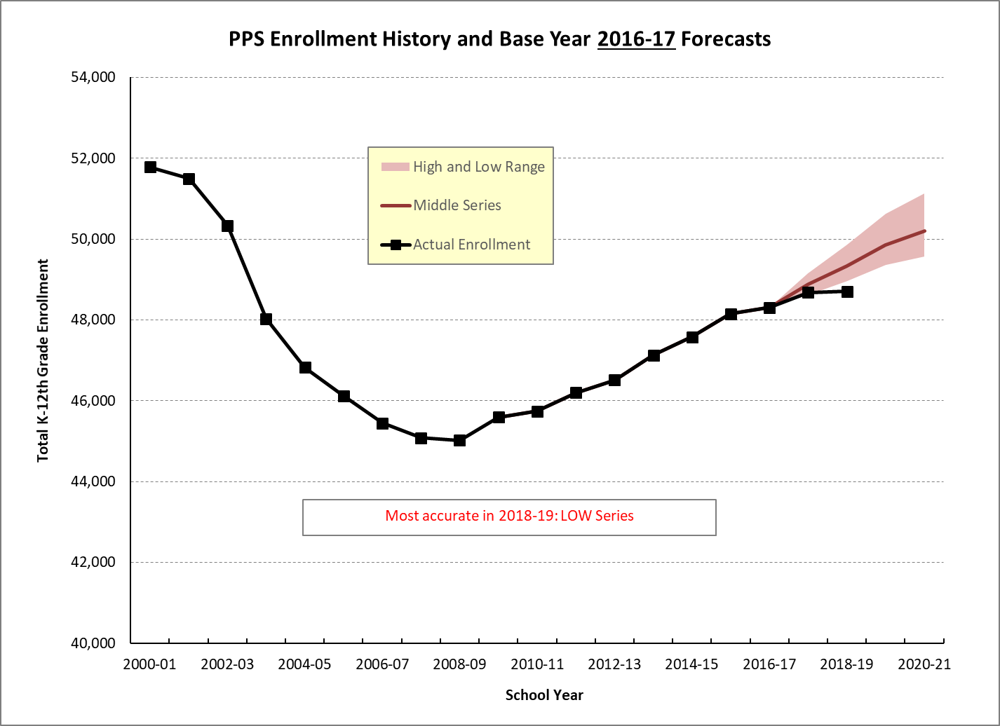 PPS Enrollment History and Base Year 2016-17 Forecasts
54,000
52,000
50,000
48,000
46,000
44,000
42,000
40,000
Total K-12th Grade Enrollment
High and Low Range
Middle Series
Actual Enrollment
Most accurate in 2018-19: LOW Series
2000-01 2002-03 2004-05 2006-07 2008-09 2010-11 2012-13 2014-15 2016-17 2018-19 2020-21
School Year